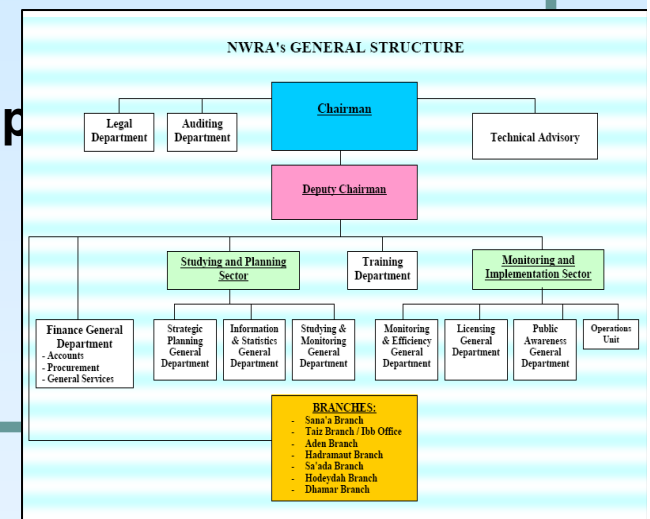 NWRA's GENERAL STRUCTURE
p
Chairman
Legal
Department
Auditing
Department
Technical Advisory
Deputy Chairman
Studying and Planning
Sector
Training
Department
Monitoring and
Implementation Sector
Finance General
Department
- Accounts
- Procurement
- General Services
Strategic
Planning
General
Department
Information
& Statistics
General
Department
Studying &
Monitoring
General
Department
Monitoring
& Efficiency
General
Department
Licensing
General
Department
Public
Awareness
General
Department
Operations
Unit
BRANCHES:
- Sana'a Branch
- Taiz Branch / Ibb Office
- Aden Branch
- Hadramaut Branch
- Sa'ada Branch
- Hodeydah Branch
- Dhamar Branch